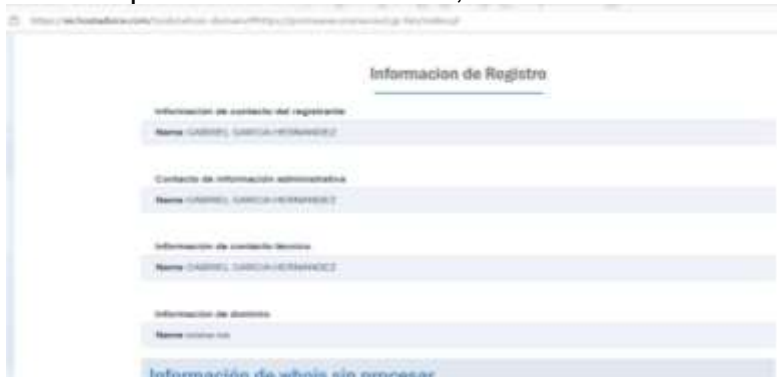 Informacion de Registro
Información de contacto del registrante
Name GABRIEL GARCIA HERNANDEZ
Contacto de información administrativa
Name GABRIEL GARCIA HERNANDEZ
Información de contacto técnico
Name GABRIEL GARCIA HERNANDEZ
Información de dominio
Name
Información de whois sin procesar